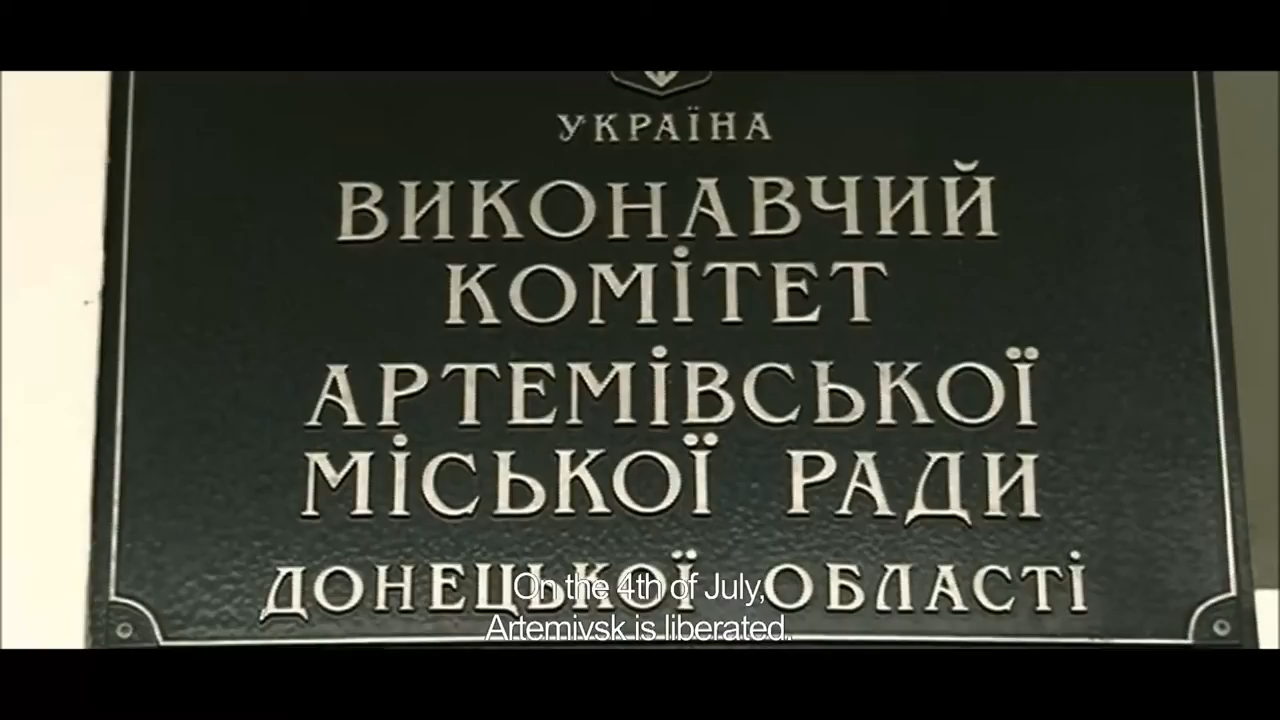 УКРАЇНА
ВИКОНАВЧИЙ
КОМІТЕТ
АРТЕМІВСЬКОЇ
МІСЬКОЇ РАДИ
ДОНЕЦЬКОЇ ОБЛАСТІ
On the 4th of July,
Artemivsk is liberated.